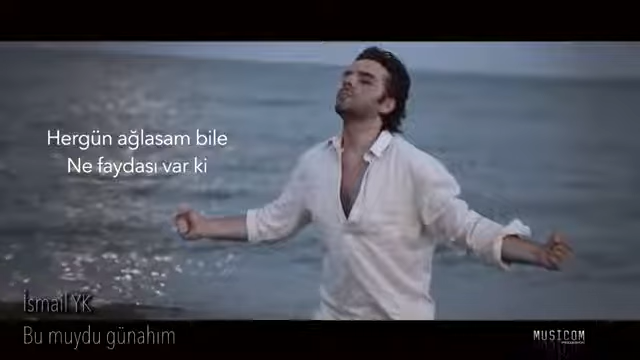 Hergün ağlasam bile
Ne faydası var ki
İsmail YK
Bu muydu günahım
MUSICOM